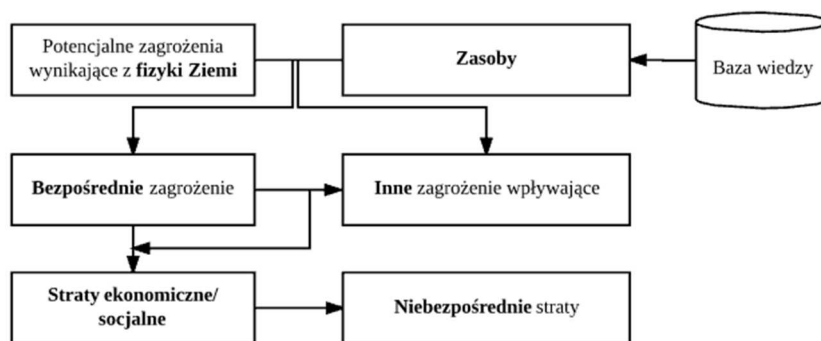 Potencjalne zagrożenia
wynikające z fizyki Ziemi
Zasoby
Baza wiedzy
Bezpośrednie zagrożenie
Inne zagrożenie wpływające
Straty ekonomiczne/
socjalne
Niebezpośrednie straty